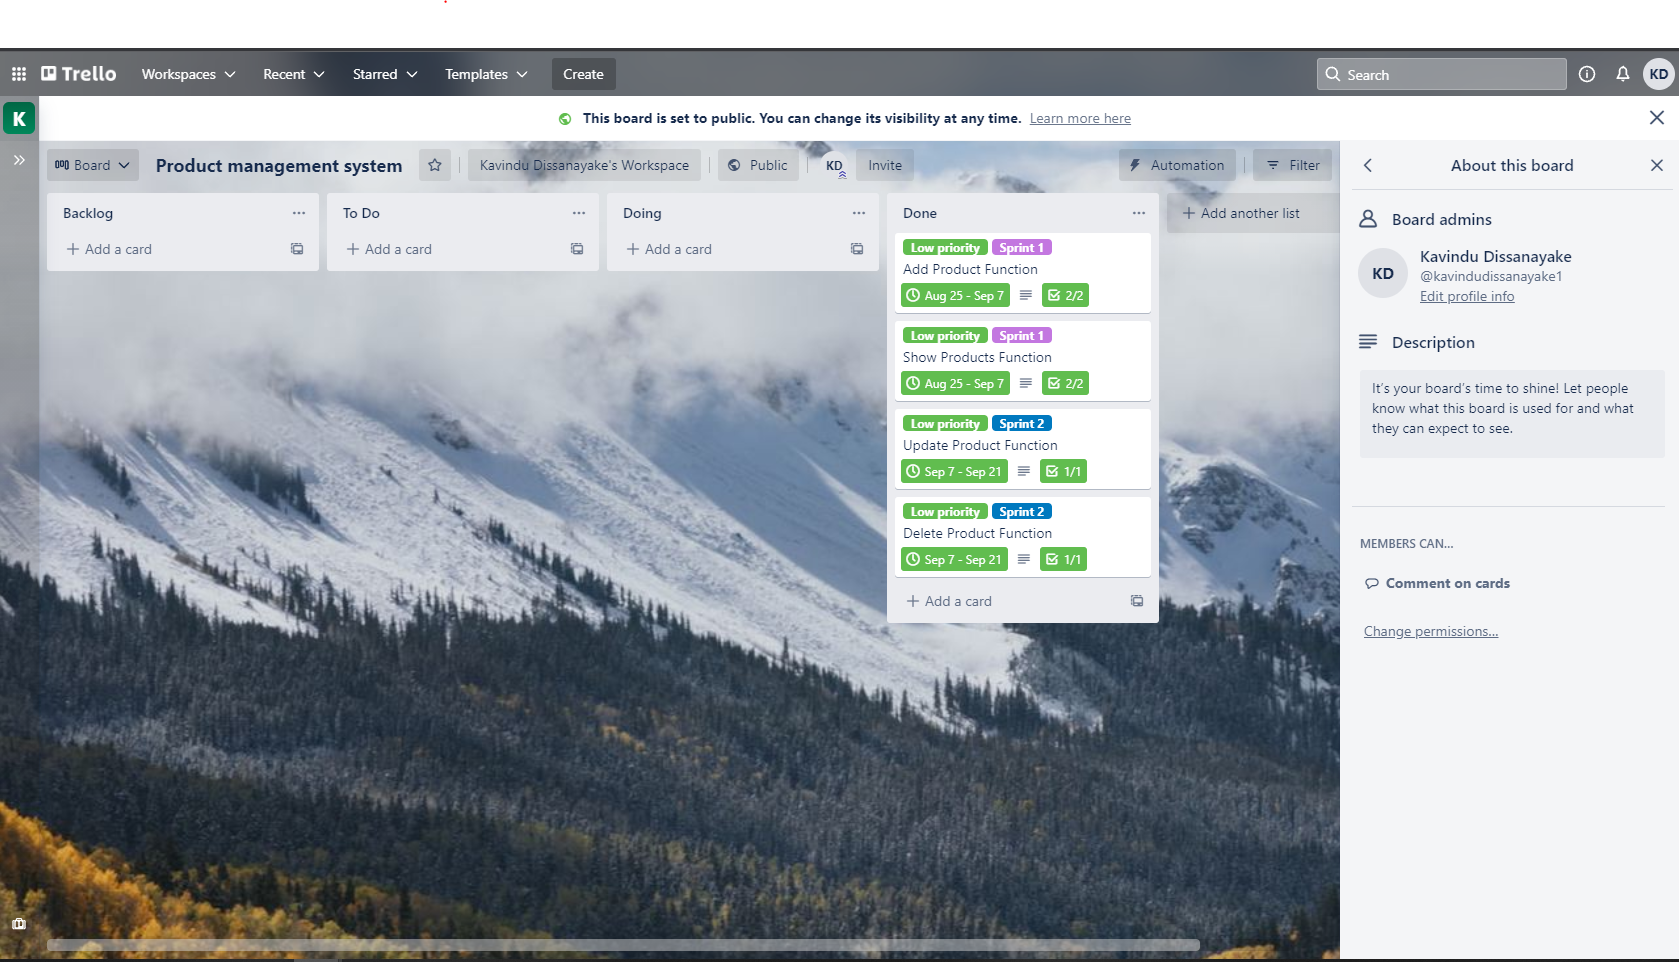 Trello Workspaces Recent Starred Templates Create Search KD
K
This board is set to public. You can change its visibility at any time. Learn more here
Board Product management system Kavindu Dissanayake's Workspace Public KD Invite Automation Filter
Backlog
Add a card
To Do
Add a card
Doing
Add a card
Done
Low priority Sprint 1
Add Product Function
Aug 25 - Sep 7 2/2
Low priority Sprint 1
Show Products Function
Aug 25 - Sep 7 2/2
Low priority Sprint 2
Update Product Function
Sep 7 - Sep 21 1/1
Low priority Sprint 2
Delete Product Function
Sep 7 - Sep 21 1/1
Add a card
Add another list
About this board
Board admins
KD
Kavindu Dissanayake
@kavindudissanayake1
Edit profile info
Description
It's your board's time to shine! Let people
know what this board is used for and what
they can expect to see.
MEMBERS CAN...
Comment on cards
Change permissions...